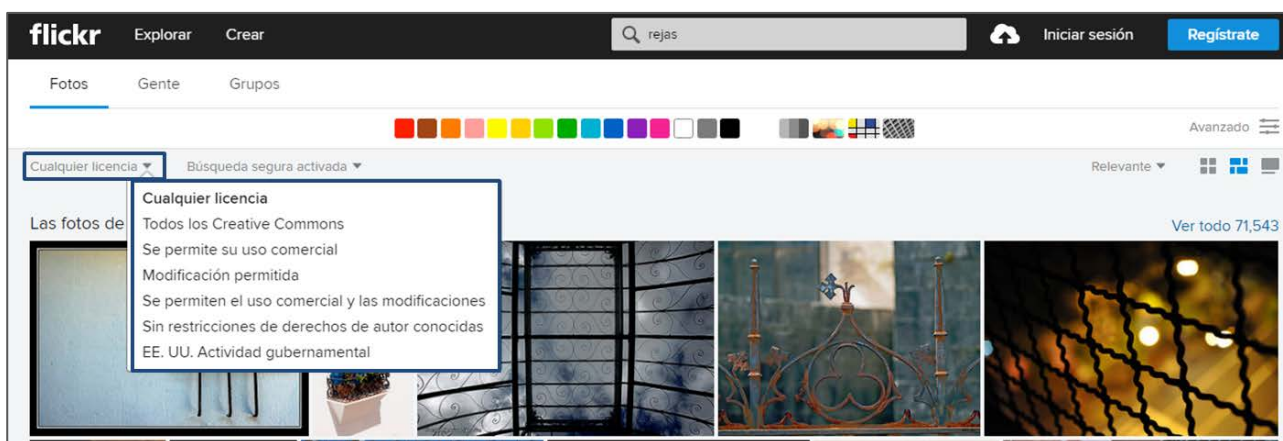 flickr Explorar Crear rejas Iniciar sesión Regístrate
Fotos Gente Grupos
Avanzado
Cualquier licencia Búsqueda segura activada Relevante
Cualquier licencia
Las fotos de Todos los Creative Commons Ver todo 71,543
Se permite su uso comercial
Modificación permitida
Se permiten el uso comercial y las modificaciones
Sin restricciones de derechos de autor conocidas
EE. UU. Actividad gubernamental